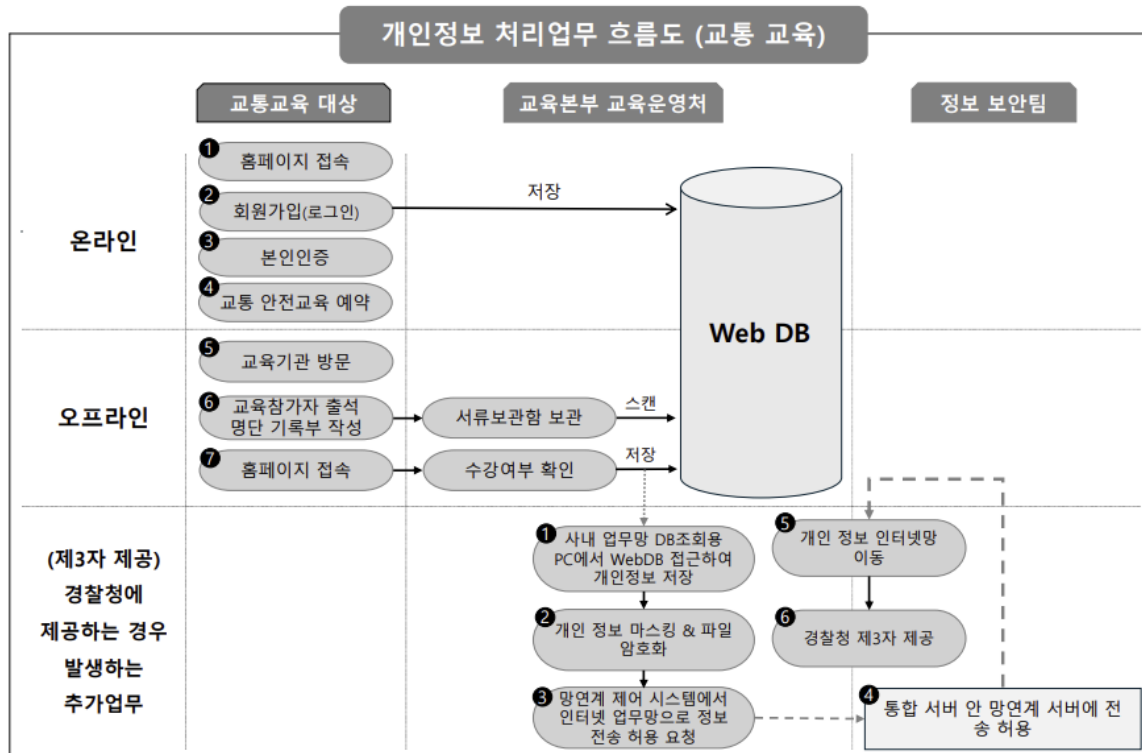 개인정보 처리업무 흐름도 (교통 교육)
교통교육 대상
교육본부 교육운영처
정보 보안팀
온라인
1
홈페이지 접속
2
회원가입(로그인)
저장
3
본인인증
4
교통 안전교육 예약
Web DB
오프라인
5
교육기관 방문
6
교육참가자 출석
명단 기록부 작성
서류보관함 보관
스캔
7
홈페이지 접속
수강여부 확인
저장
(제3자 제공)
경찰청에
제공하는 경우
발생하는
추가업무
1
사내 업무망 DB조회용
PC에서 WebDB 접근하여
개인정보 저장
2
개인 정보 마스킹 & 파일
암호화
3
망연계 제어 시스템에서
인터넷 업무망으로 정보
전송 허용 요청
4
통합 서버 안 망연계 서버에 전
송 허용
5
개인 정보 인터넷망
이동
6
경찰청 제3자 제공